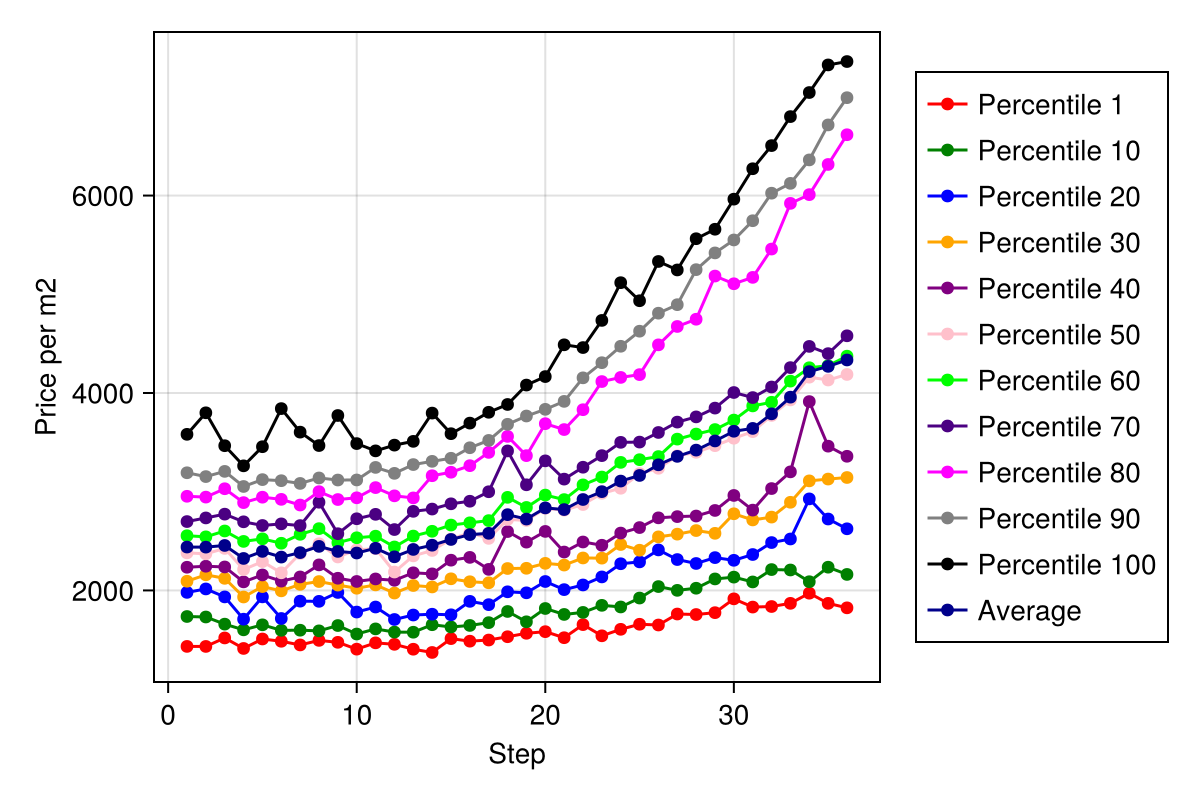 Price per m2
6000
4000
2000
0 10 20 30
Step
Percentile 1
Percentile 10
Percentile 20
Percentile 30
Percentile 40
Percentile 50
Percentile 60
Percentile 70
Percentile 80
Percentile 90
Percentile 100
Average